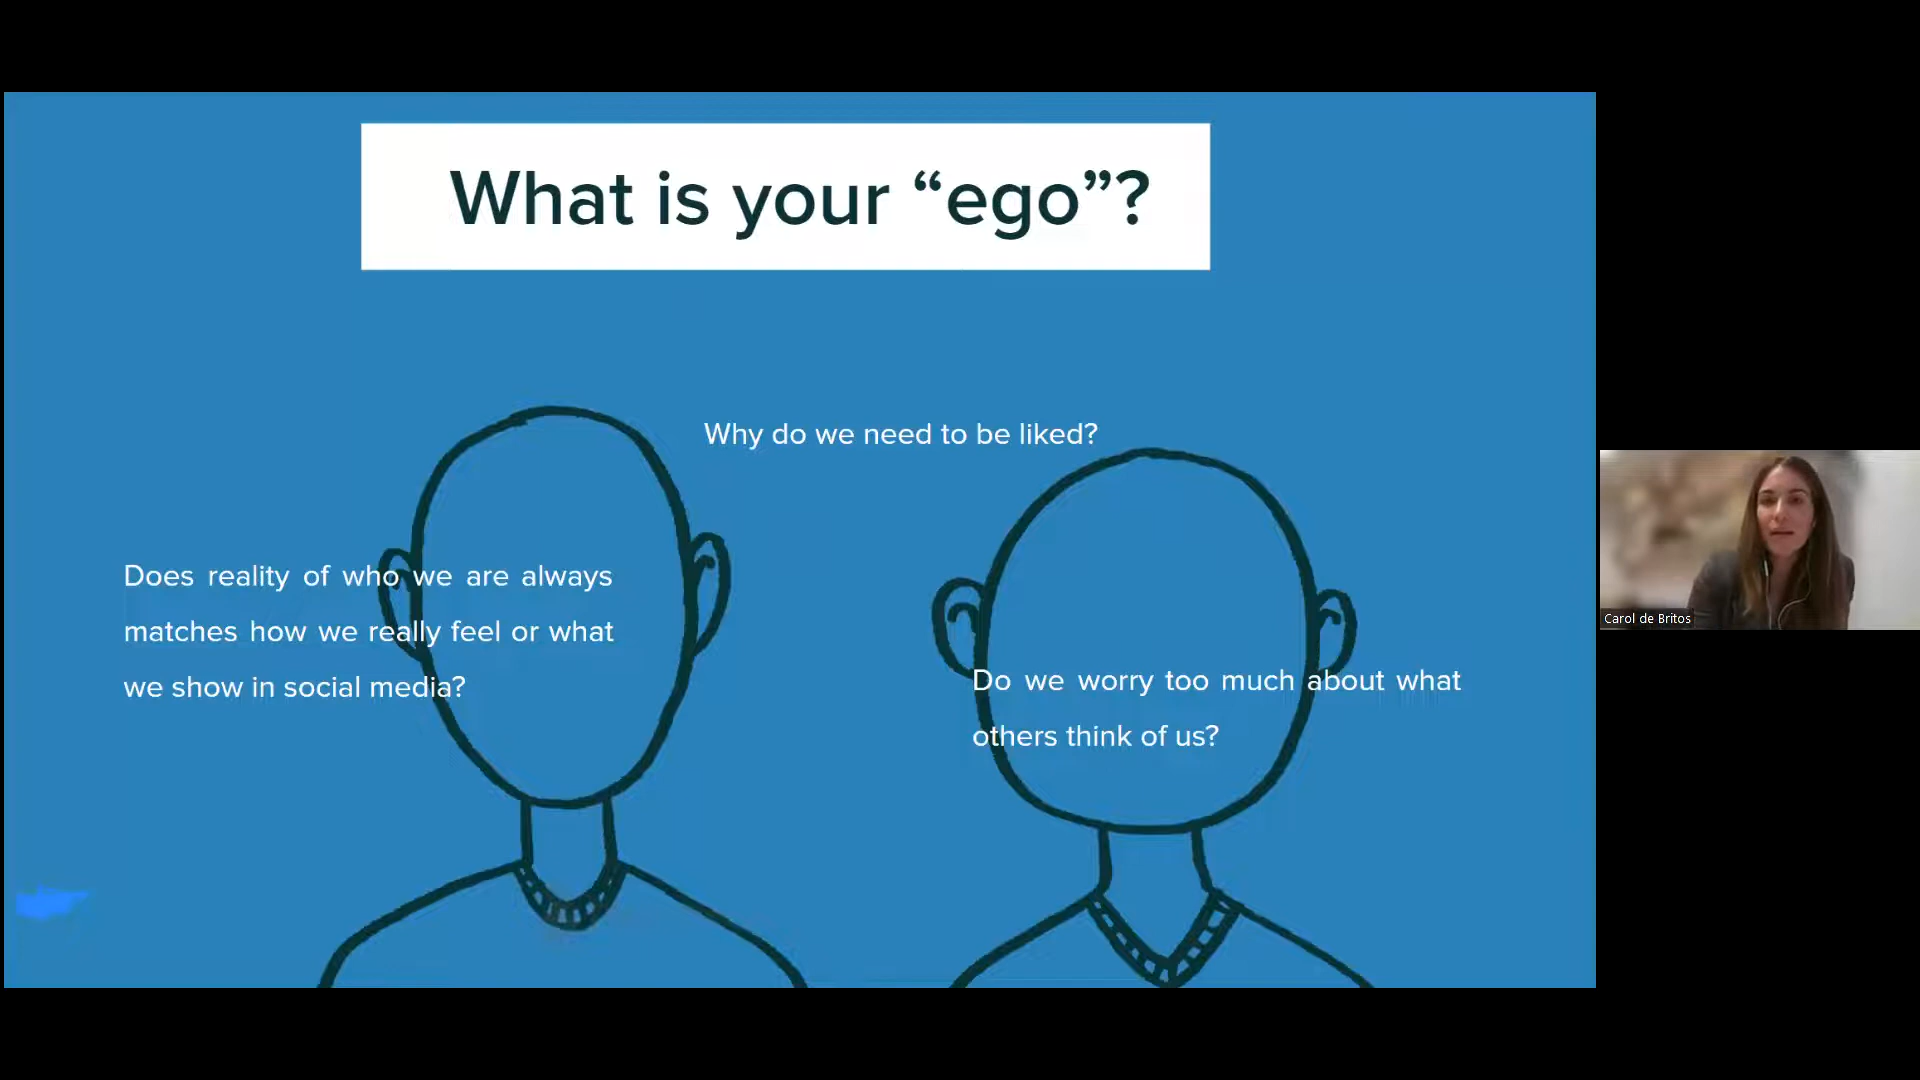 What is your “ego”?
Why do we need to be liked?
Does reality of who we are always
matches how we really feel or what
we show in social media?
Do we worry too much about what
others think of us?
Carol de Britos